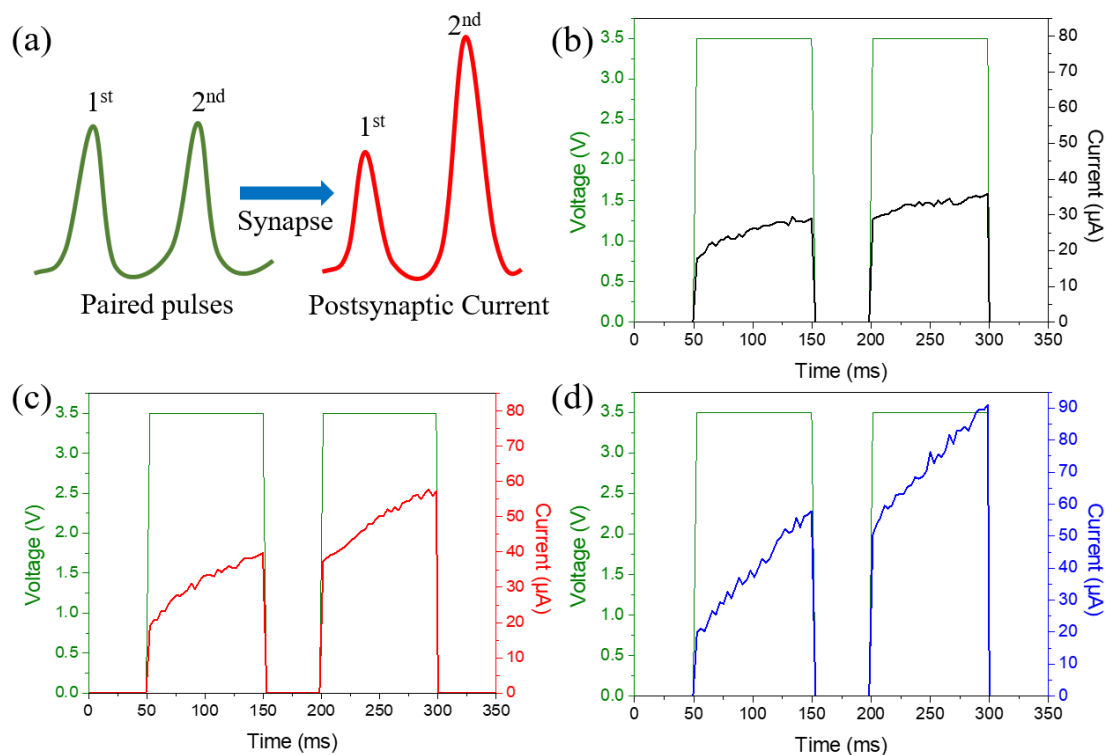 (a)
1st
2nd
Synapse
1st
2nd
Paired pulses
Postsynaptic Current
(b)
Voltage (V)
3.5
3.0
2.5
2.0
1.5
1.0
0.5
0.0
0 50 100 150 200 250 300 350
Time (ms)
80
70
60
50
40
30
20
10
0
Current (μA)
(c)
Voltage (V)
3.5
3.0
2.5
2.0
1.5
1.0
0.5
0.0
0 50 100 150 200 250 300 350
Time (ms)
80
70
60
50
40
30
20
10
0
Current (μA)
(d)
Voltage (V)
3.5
3.0
2.5
2.0
1.5
1.0
0.5
0.0
0 50 100 150 200 250 300 350
Time (ms)
90
80
70
60
50
40
30
20
10
0
Current (μA)